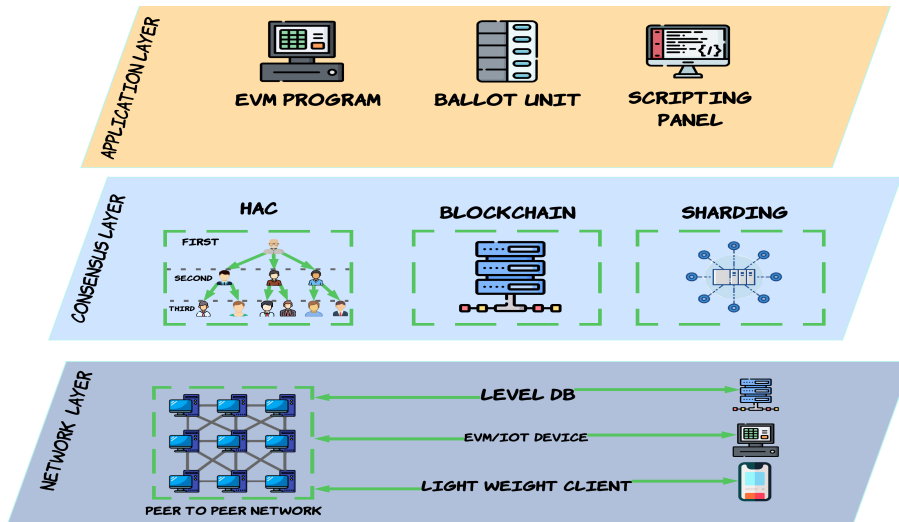 APPLICATION LAYER
EVM PROGRAM
BALLOT UNIT
SCRIPTING
PANEL
CONSENSUS LAYER
HAC
BLOCKCHAIN
SHARDING
FIRST
SECOND
THIRD
NETWORK LAYER
LEVEL DB
EVM/IOT DEVICE
LIGHT WEIGHT CLIENT
PEER TO PEER NETWORK